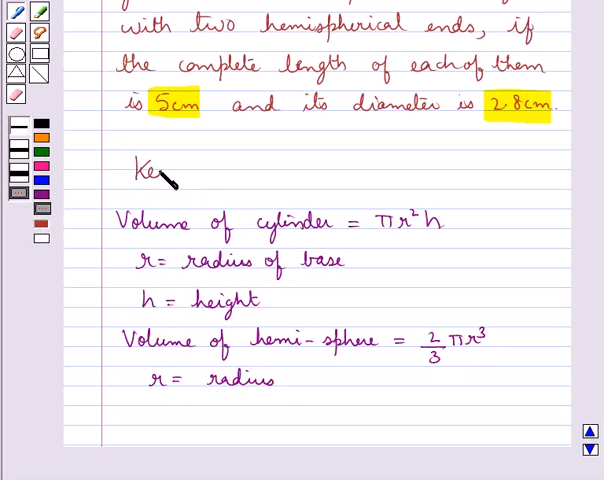 with two hemispherical ends, if
the complete length of each of them
is 5cm and its diameter is 2.8cm.
Ke
Volume of cylinder = πr²h
r = radius of base
h = height
Volume of hemi-sphere = 2/3 πr³
r = radius